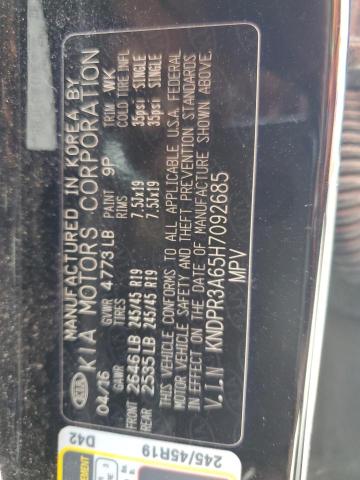 MANUFACTURED IN KOREA BY
KIA KIA MOTORS CORPORATION
04/16 GVWR 4773LB PAINT 9P TRIM WK
GAWR TIRES RIMS COLD TIRE INFL
FRONT 2646LB 245/45 R19 7.5Jx19 35psi SINGLE
REAR 2535LB 245/45 R19 7.5Jx19 35psi SINGLE
THIS VEHICLE CONFORMS TO ALL APPLICABLE U.S.A. FEDERAL
MOTOR VEHICLE SAFETY AND THEFT PREVENTION STANDARDS
IN EFFECT ON THE DATE OF MANUFACTURE SHOWN ABOVE.
V.I.N KNDPR3A65H7092685
MPV
D42
245/45R19